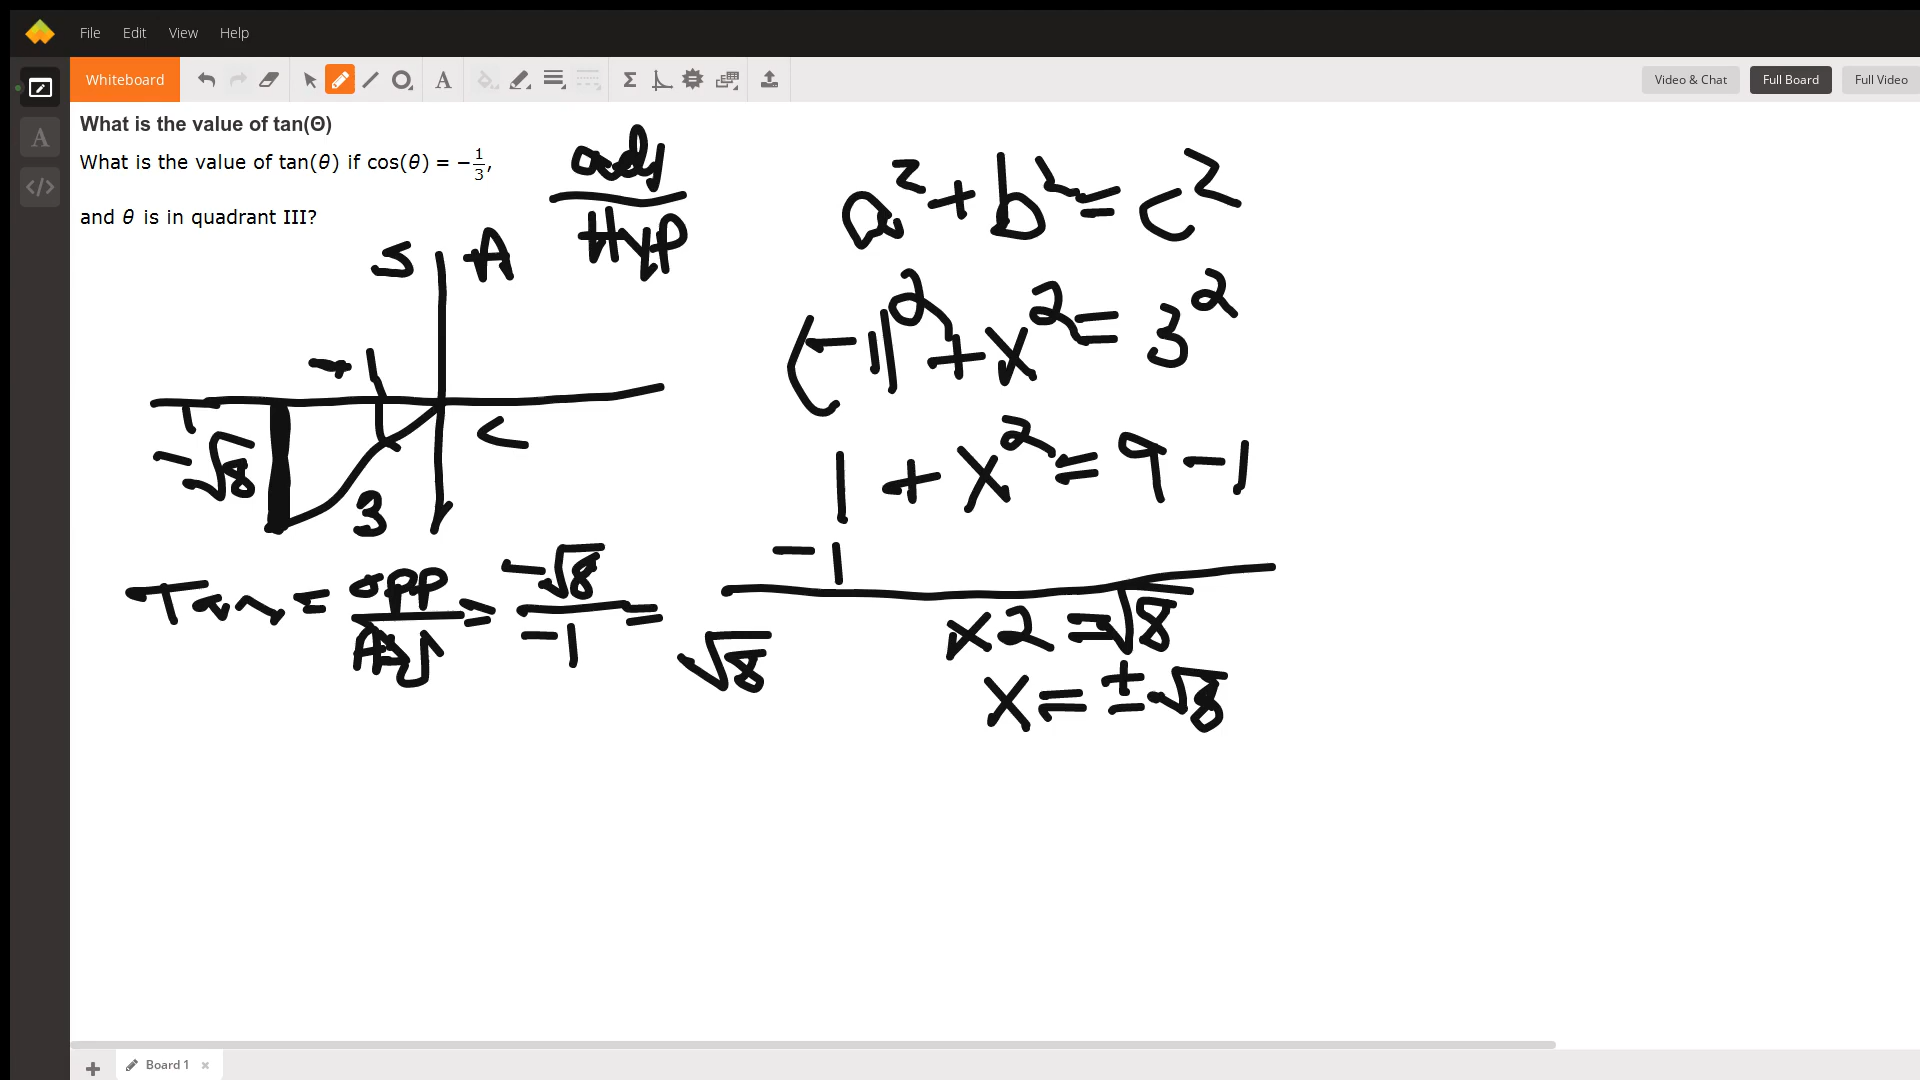 File Edit View Help
Whiteboard
A
Σ
Video & Chat
Full Board
Full Video
A
</>
What is the value of tan(Θ)
What is the value of tan(θ) if cos(θ) = −1/3,
and θ is in quadrant III?
adj
Hyp
S A
-1
T C
-√8
3
Tan = opp/Adj = -√8/-1 = √8
a² + b² = c²
(-1)² + x² = 3²
1 + x² = 9 - 1
-1
x2 = √8
x = ±√8
Board 1